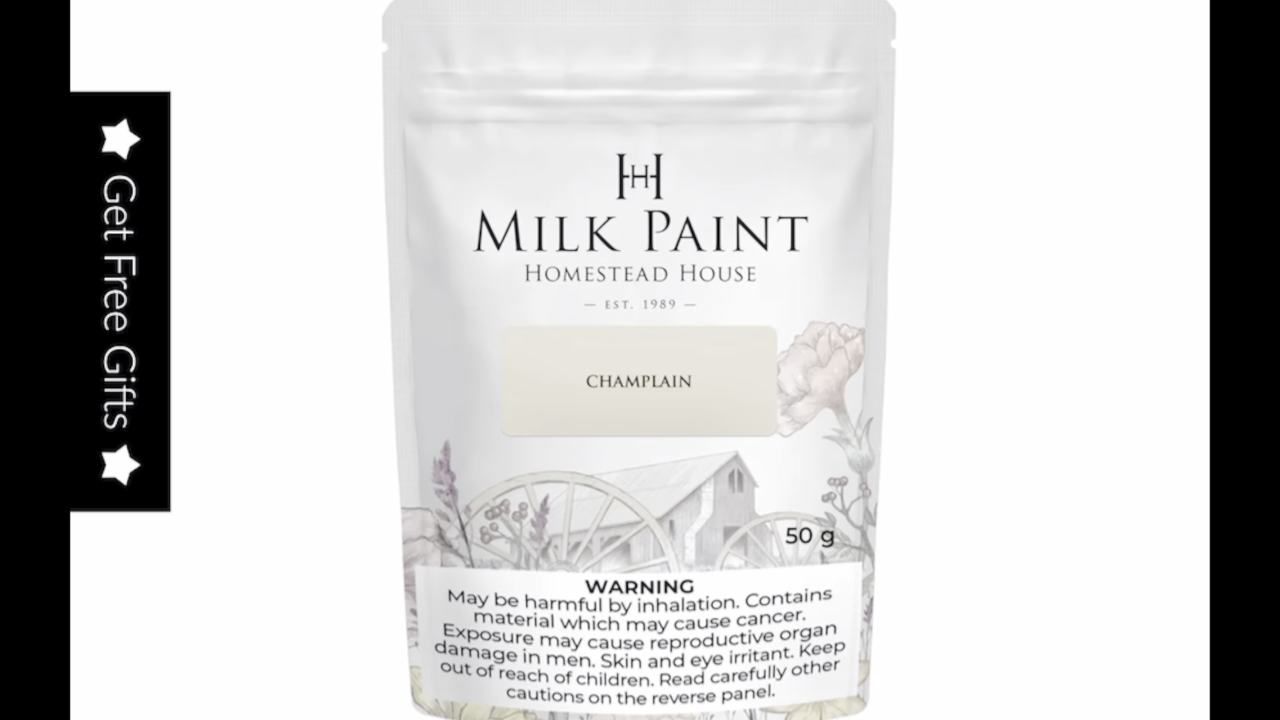 ★ Get Free Gifts ★
HHH
MILK PAINT
HOMESTEAD HOUSE
— EST. 1989 —
CHAMPLAIN
50 g
WARNING
May be harmful by inhalation. Contains
material which may cause cancer.
Exposure may cause reproductive organ
damage in men. Skin and eye irritant. Keep
out of reach of children. Read carefully other
cautions on the reverse panel.